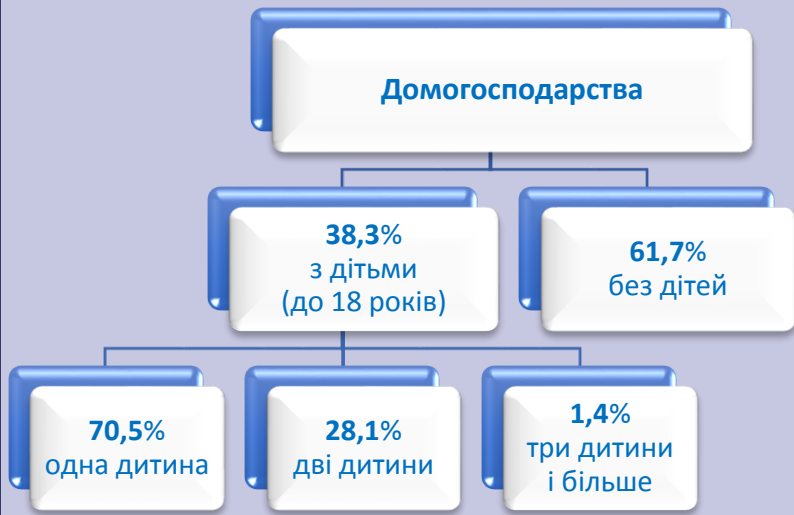 Домогосподарства
38,3%
з дітьми
(до 18 років)
61,7%
без дітей
70,5%
одна дитина
28,1%
дві дитини
1,4%
три дитини
і більше